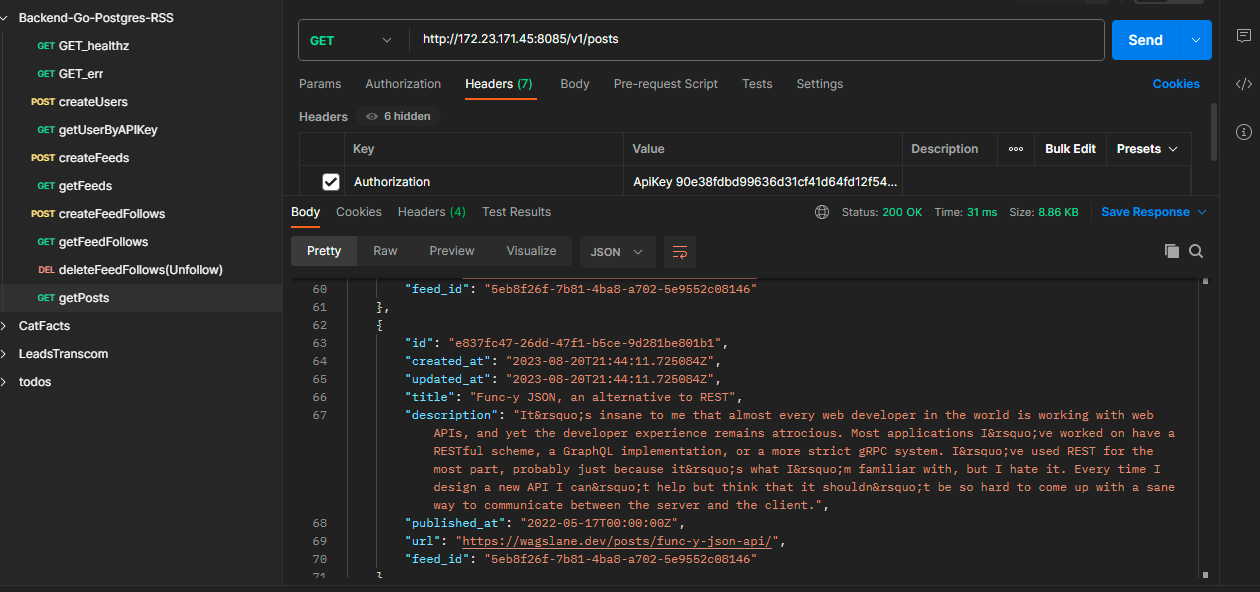 Backend-Go-Postgres-RSS
GET GET_healthz
GET GET_err
POST createUsers
GET getUserByAPIKey
POST createFeeds
GET getFeeds
POST createFeedFollows
GET getFeedFollows
DEL deleteFeedFollows(Unfollow)
GET getPosts
CatFacts
LeadsTranscom
todos
GET http://172.23.171.45:8085/v1/posts Send
Params Authorization Headers (7) Body Pre-request Script Tests Settings Cookies
Headers 6 hidden
Key Value Description Bulk Edit Presets
Authorization ApiKey 90e38fdbd99636d31cf41d64fd12f54...
Body Cookies Headers (4) Test Results Status: 200 OK Time: 31 ms Size: 8.86 KB Save Response
Pretty Raw Preview Visualize JSON
60 "feed_id": "5eb8f26f-7b81-4ba8-a702-5e9552c08146"
61 },
62 {
63 "id": "e837fc47-26dd-47f1-b5ce-9d281be801b1",
64 "created_at": "2023-08-20T21:44:11.725084Z",
65 "updated_at": "2023-08-20T21:44:11.725084Z",
66 "title": "Func-y JSON, an alternative to REST",
67 "description": "It&rsquo;s insane to me that almost every web developer in the world is working with web
APIs, and yet the developer experience remains atrocious. Most applications I&rsquo;ve worked on have a
RESTful scheme, a GraphQL implementation, or a more strict gRPC system. I&rsquo;ve used REST for the
most part, probably just because it&rsquo;s what I&rsquo;m familiar with, but I hate it. Every time I
design a new API I can&rsquo;t help but think that it shouldn&rsquo;t be so hard to come up with a sane
way to communicate between the server and the client.",
68 "published_at": "2022-05-17T00:00:00Z",
69 "url": "https://wagslane.dev/posts/func-y-json-api/",
70 "feed_id": "5eb8f26f-7b81-4ba8-a702-5e9552c08146"
71 }